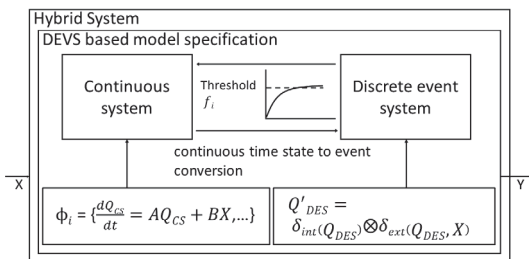 Hybrid System
DEVS based model specification
Continuous
system
Threshold
f_i
Discrete event
system
continuous time state to event
conversion
X
Y
ϕ_i = {dQ_CS/dt = AQ_CS + BX,...}
Q'_DES =
δ_int(Q_DES)⊗δ_ext(Q_DES, X)